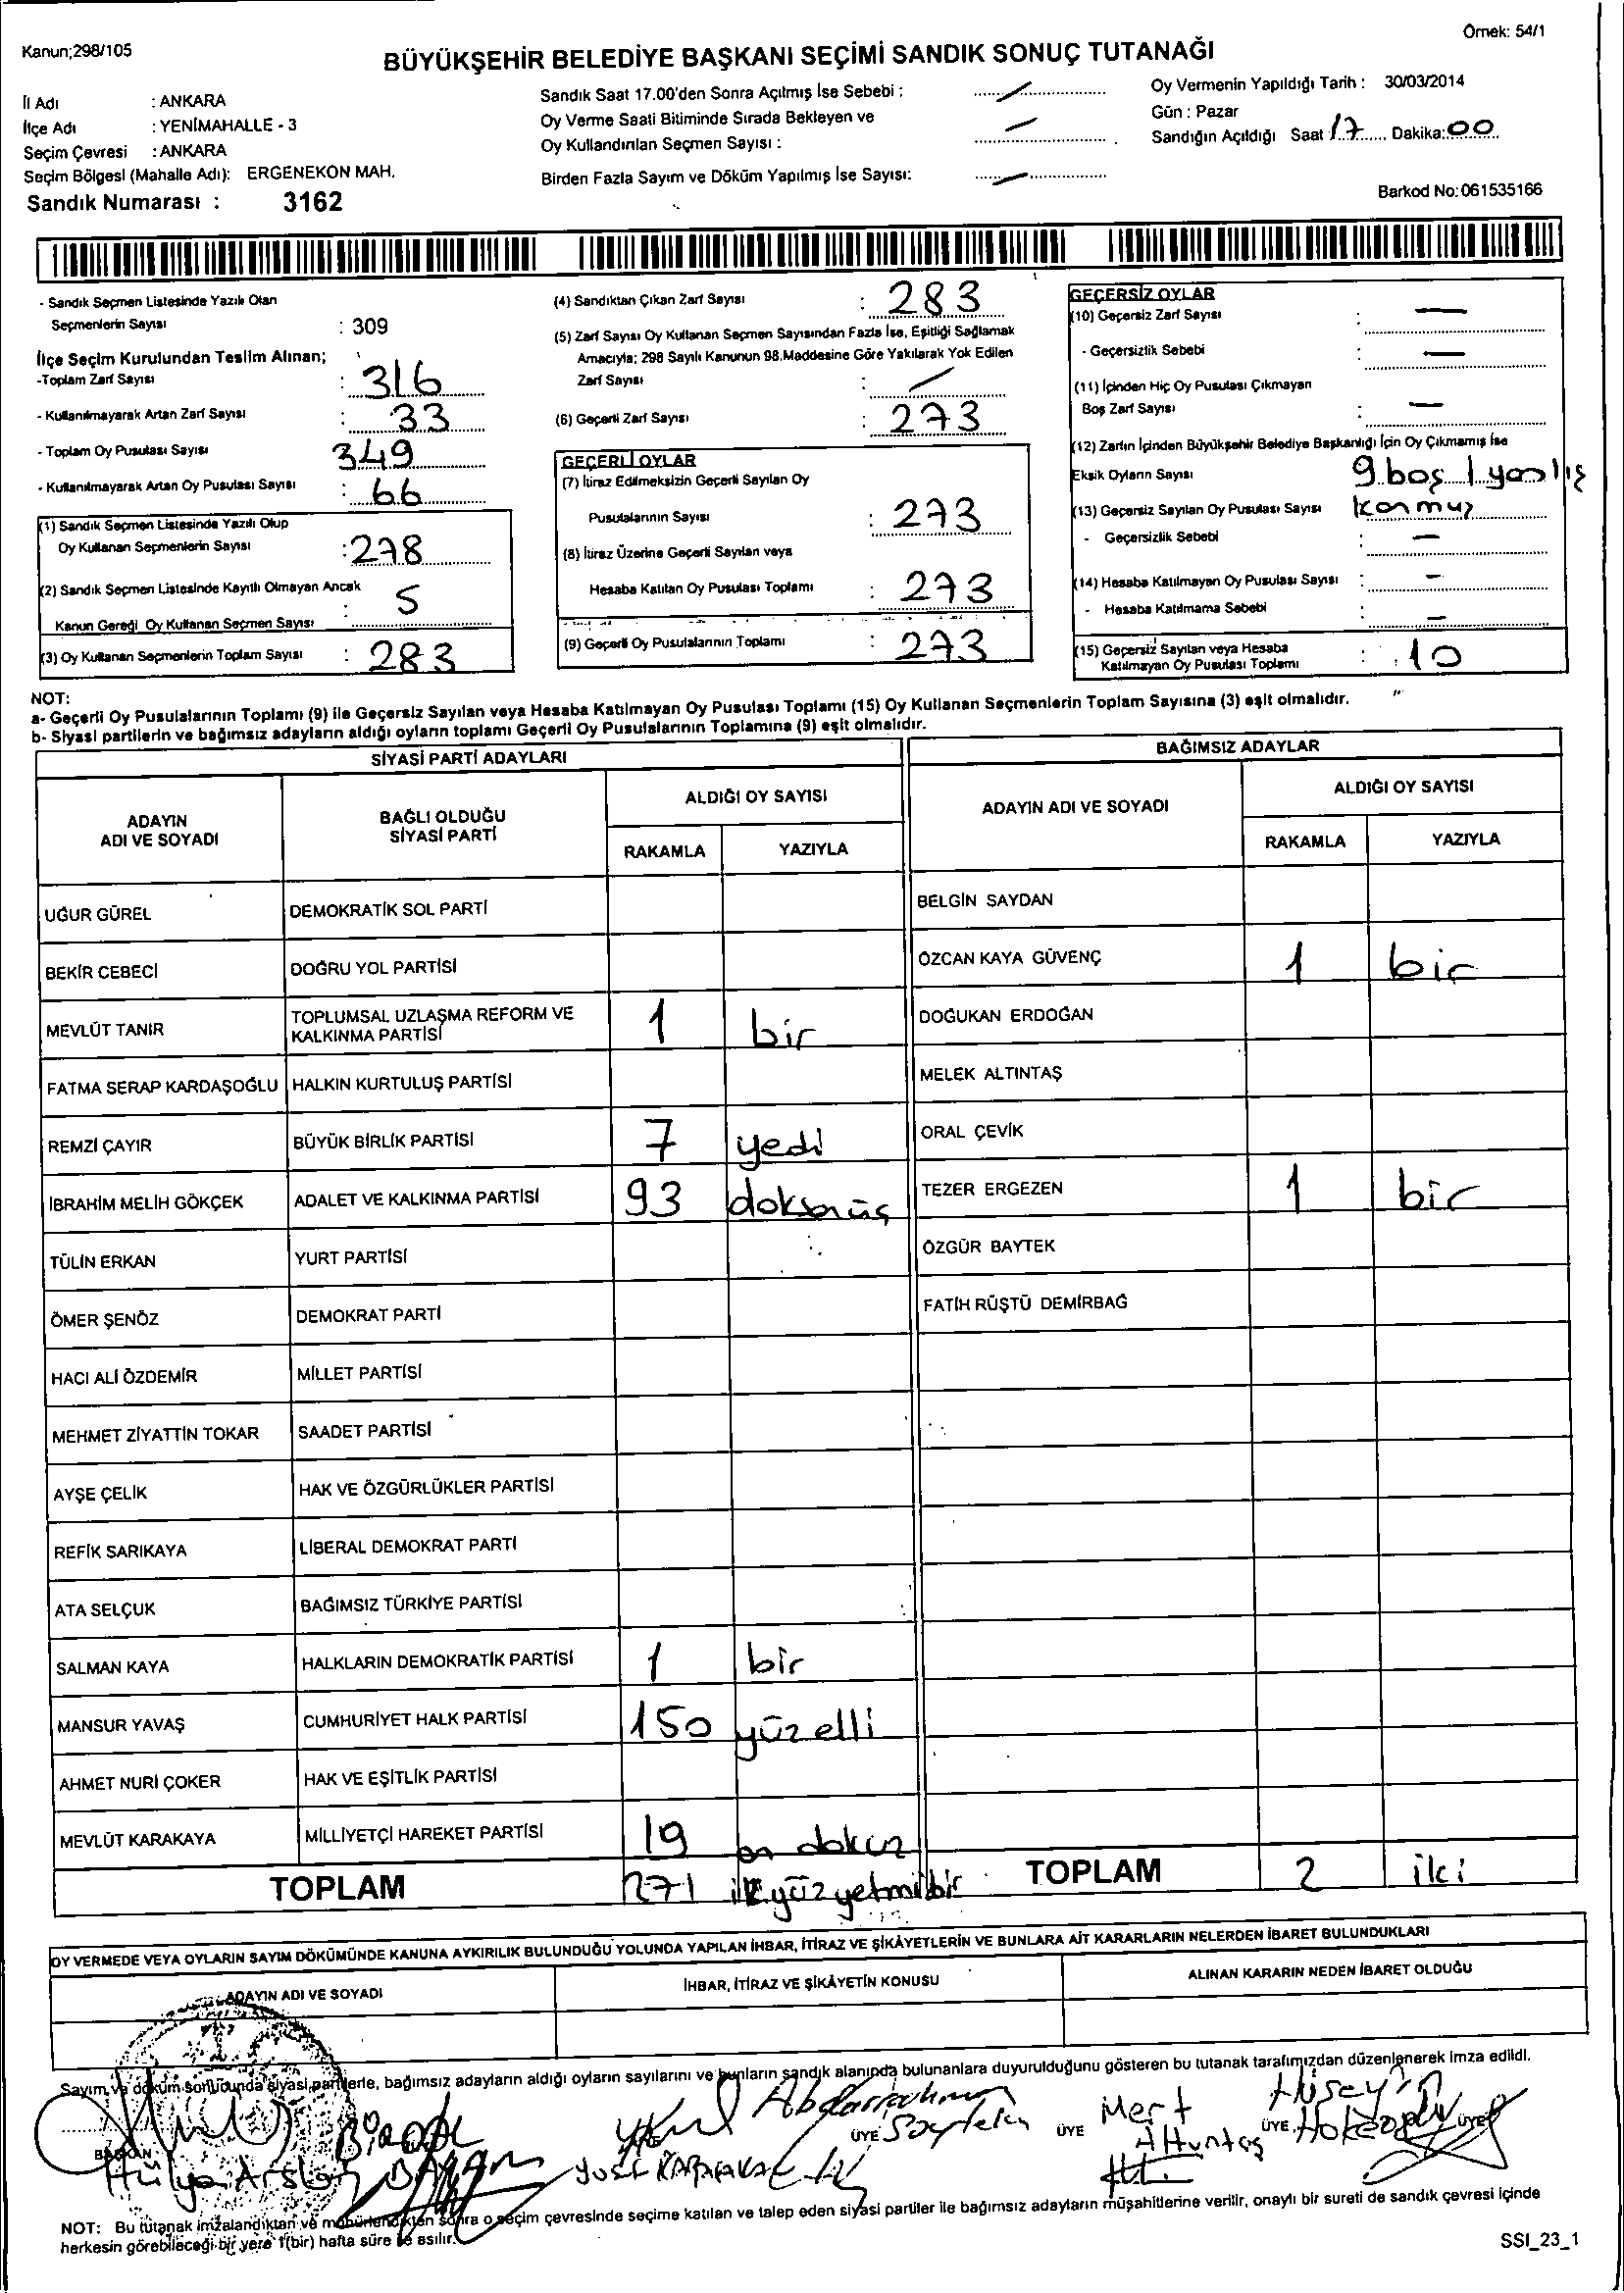 Örnek: 54/1
Kanun;298/105
BÜYÜKŞEHİR BELEDİYE BAŞKANI SEÇİMİ SANDIK SONUÇ TUTANAĞI
İl Adı : ANKARA
İlçe Adı : YENİMAHALLE - 3
Seçim Çevresi : ANKARA
Seçim Bölgesi (Mahalle Adı): ERGENEKON MAH.
Sandık Numarası : 3162
Sandık Saat 17.00'den Sonra Açılmış İse Sebebi : —
Oy Verme Saati Bitiminde Sırada Bekleyen ve
Oy Kullandırılan Seçmen Sayısı : —
Birden Fazla Sayım ve Döküm Yapılmış İse Sayısı: —
Oy Vermenin Yapıldığı Tarih : 30/03/2014
Gün : Pazar
Sandığın Açıldığı Saat 17 Dakika: 00
Barkod No: 061535166
- Sandık Seçmen Listesinde Yazılı Olan
Seçmenlerin Sayısı : 309
İlçe Seçim Kurulundan Teslim Alınan;
-Toplam Zarf Sayısı : 316
- Kullanılmayarak Artan Zarf Sayısı : 33
- Toplam Oy Pusulası Sayısı 349
- Kullanılmayarak Artan Oy Pusulası Sayısı : 66
(1) Sandık Seçmen Listesinde Yazılı Olup
Oy Kullanan Seçmenlerin Sayısı : 278
(2) Sandık Seçmen Listesinde Kayıtlı Olmayan Ancak
Kanun Gereği Oy Kullanan Seçmen Sayısı : 5
(3) Oy Kullanan Seçmenlerin Toplam Sayısı : 283
(4) Sandıktan Çıkan Zarf Sayısı : 283
(5) Zarf Sayısı Oy Kullanan Seçmen Sayısından Fazla İse, Eşitliği Sağlamak
Amacıyla; 298 Sayılı Kanunun 98.Maddesine Göre Yakılarak Yok Edilen
Zarf Sayısı : —
(6) Geçerli Zarf Sayısı : 273
GEÇERLİ OYLAR
(7) İtiraz Edilmeksizin Geçerli Sayılan Oy
Pusulalarının Sayısı : 273
(8) İtiraz Üzerine Geçerli Sayılan veya
Hesaba Katılan Oy Pusulası Toplamı : 273
(9) Geçerli Oy Pusulalarının Toplamı : 273
GEÇERSİZ OYLAR
(10) Geçersiz Zarf Sayısı : —
- Geçersizlik Sebebi : —
(11) İçinden Hiç Oy Pusulası Çıkmayan
Boş Zarf Sayısı : —
(12) Zarfın İçinden Büyükşehir Belediye Başkanlığı İçin Oy Çıkmamış İse
Eksik Oyların Sayısı 9 boş 1 yanlış
(13) Geçersiz Sayılan Oy Pusulası Sayısı
- Geçersizlik Sebebi : —
(14) Hesaba Katılmayan Oy Pusulası Sayısı : —
- Hesaba Katılmama Sebebi : —
(15) Geçersiz Sayılan veya Hesaba
Katılmayan Oy Pusulası Toplamı : 10
NOT:
a- Geçerli Oy Pusulalarının Toplamı (9) ile Geçersiz Sayılan veya Hesaba Katılmayan Oy Pusulası Toplamı (15) Oy Kullanan Seçmenlerin Toplam Sayısına (3) eşit olmalıdır.
b- Siyasi partilerin ve bağımsız adayların aldığı oyların toplamı Geçerli Oy Pusulalarının Toplamına (9) eşit olmalıdır.
SİYASİ PARTİ ADAYLARI
ADAYIN ADI VE SOYADI BAĞLI OLDUĞU SİYASİ PARTİ ALDIĞI OY SAYISI
RAKAMLA YAZIYLA
UĞUR GÜREL DEMOKRATİK SOL PARTİ
BEKİR CEBECİ DOĞRU YOL PARTİSİ
MEVLÜT TANIR TOPLUMSAL UZLAŞMA REFORM VE KALKINMA PARTİSİ 1 bir
FATMA SERAP KARDAŞOĞLU HALKIN KURTULUŞ PARTİSİ
REMZİ ÇAYIR BÜYÜK BİRLİK PARTİSİ 7 yedi
İBRAHİM MELİH GÖKÇEK ADALET VE KALKINMA PARTİSİ 93 doksanüç
TÜLİN ERKAN YURT PARTİSİ
ÖMER ŞENÖZ DEMOKRAT PARTİ
HACI ALİ ÖZDEMİR MİLLET PARTİSİ
MEHMET ZİYATTİN TOKAR SAADET PARTİSİ
AYŞE ÇELİK HAK VE ÖZGÜRLÜKLER PARTİSİ
REFİK SARIKAYA LİBERAL DEMOKRAT PARTİ
ATA SELÇUK BAĞIMSIZ TÜRKİYE PARTİSİ
SALMAN KAYA HALKLARIN DEMOKRATİK PARTİSİ 1 bir
MANSUR YAVAŞ CUMHURİYET HALK PARTİSİ 150 yüzelli
AHMET NURİ ÇOKER HAK VE EŞİTLİK PARTİSİ
MEVLÜT KARAKAYA MİLLİYETÇİ HAREKET PARTİSİ 19 on dokuz
TOPLAM 271 ikiyüzyetmişbir
BAĞIMSIZ ADAYLAR
ADAYIN ADI VE SOYADI ALDIĞI OY SAYISI
RAKAMLA YAZIYLA
BELGİN SAYDAN
ÖZCAN KAYA GÜVENÇ 1 bir
DOĞUKAN ERDOĞAN
MELEK ALTINTAŞ
ORAL ÇEVİK
TEZER ERGEZEN 1 bir
ÖZGÜR BAYTEK
FATİH RÜŞTÜ DEMİRBAĞ
TOPLAM 2 iki
OY VERMEDE VEYA OYLARIN SAYIM DÖKÜMÜNDE KANUNA AYKIRILIK BULUNDUĞU YOLUNDA YAPILAN İHBAR, İTİRAZ VE ŞİKÂYETLERİN VE BUNLARA AİT KARARLARIN NELERDEN İBARET BULUNDUKLARI
ADAYIN ADI VE SOYADI İHBAR, İTİRAZ VE ŞİKÂYETİN KONUSU ALINAN KARARIN NEDEN İBARET OLDUĞU
Sayım ve döküm sonucunda siyasi partilerle, bağımsız adayların aldığı oyların sayılarını ve bunların sandık alanında bulunanlara duyurulduğunu gösteren bu tutanak tarafımızdan düzenlenerek imza edildi.
BAŞKAN ÜYE ÜYE ÜYE ÜYE
Hülya Arslan
Mert
Altuntaş
Hüseyin
NOT: Bu tutanak imzalandıktan ve mühürlendikten sonra o seçim çevresinde seçime katılan ve talep eden siyasi partiler ile bağımsız adayların müşahitlerine verilir, onaylı bir sureti de sandık çevresi içinde
herkesin görebileceği bir yere 1(bir) hafta süre ile asılır.
SSI_23_1